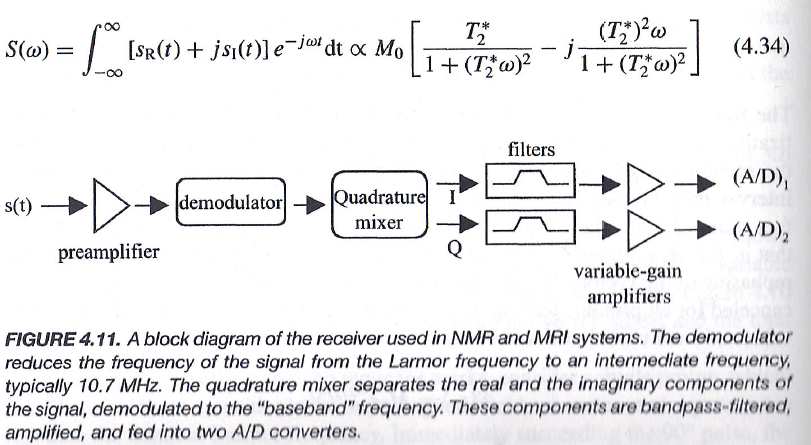 S(ω) = ∫_{-∞}^{∞} [s_R(t) + js_I(t)] e^{-jωt} dt ∝ M_0 [ T_2^* / (1 + (T_2^*ω)^2) − j (T_2^*)^2ω / (1 + (T_2^*ω)^2) ] (4.34)
filters
s(t) demodulator Quadrature mixer I (A/D)_1
Q (A/D)_2
preamplifier
variable-gain
amplifiers
FIGURE 4.11. A block diagram of the receiver used in NMR and MRI systems. The demodulator
reduces the frequency of the signal from the Larmor frequency to an intermediate frequency,
typically 10.7 MHz. The quadrature mixer separates the real and the imaginary components of
the signal, demodulated to the "baseband" frequency. These components are bandpass-filtered,
amplified, and fed into two A/D converters.